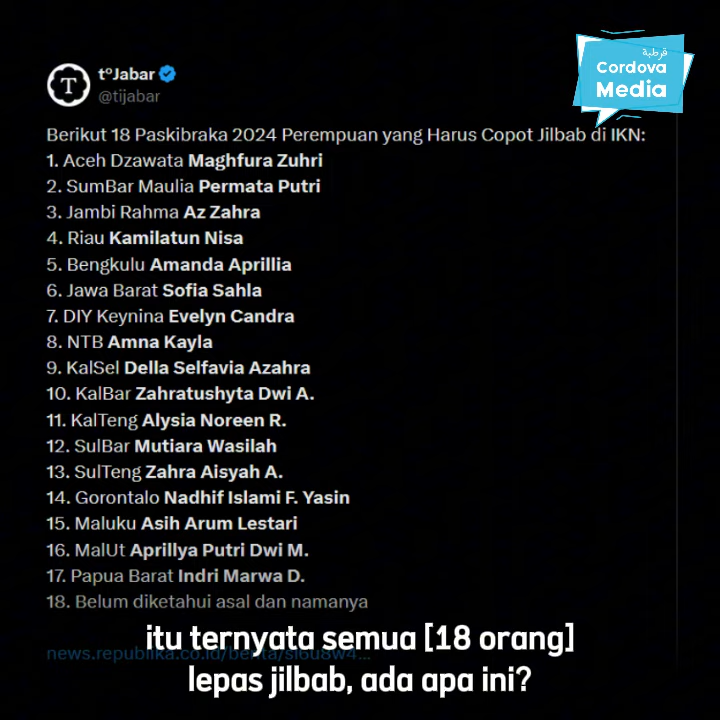 قرطبة
Cordova
Media
t°Jabar
@tijabar
Berikut 18 Paskibraka 2024 Perempuan yang Harus Copot Jilbab di IKN:
1. Aceh Dzawata Maghfura Zuhri
2. SumBar Maulia Permata Putri
3. Jambi Rahma Az Zahra
4. Riau Kamilatun Nisa
5. Bengkulu Amanda Aprillia
6. Jawa Barat Sofia Sahla
7. DIY Keynina Evelyn Candra
8. NTB Amna Kayla
9. KalSel Della Selfavia Azahra
10. KalBar Zahratushyta Dwi A.
11. KalTeng Alysia Noreen R.
12. SulBar Mutiara Wasilah
13. SulTeng Zahra Aisyah A.
14. Gorontalo Nadhif Islami F. Yasin
15. Maluku Asih Arum Lestari
16. MalUt Aprillya Putri Dwi M.
17. Papua Barat Indri Marwa D.
18. Belum diketahui asal dan namanya
itu ternyata semua [18 orang]
lepas jilbab, ada apa ini?